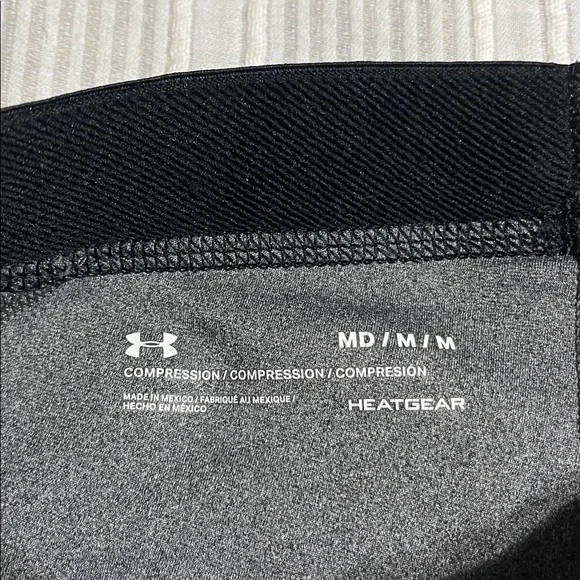 MD / M / M
COMPRESSION / COMPRESSION / COMPRESIÓN
MADE IN MEXICO / FABRIQUÉ AU MEXIQUE /
HECHO EN MÉXICO
HEATGEAR